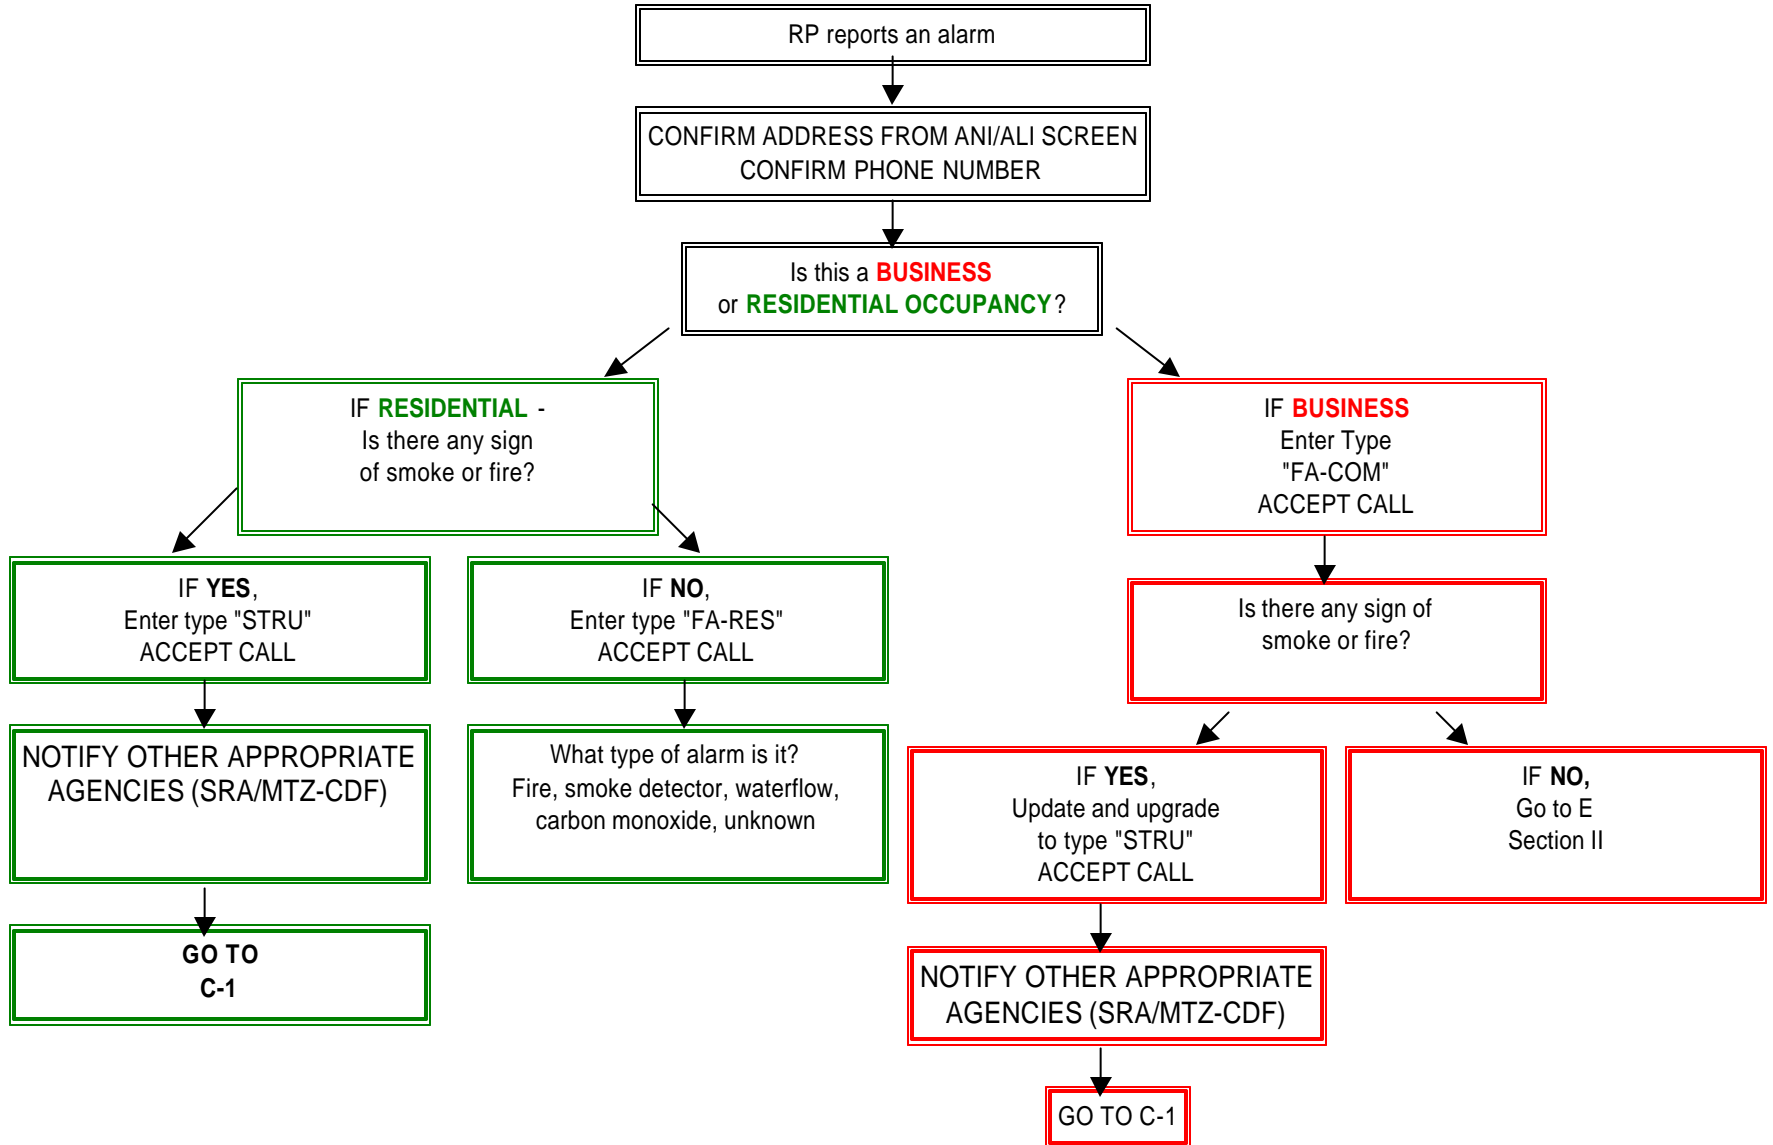 RP reports an alarm
CONFIRM ADDRESS FROM ANI/ALI SCREEN
CONFIRM PHONE NUMBER
Is this a BUSINESS
or RESIDENTIAL OCCUPANCY?
IF RESIDENTIAL -
Is there any sign
of smoke or fire?
IF BUSINESS
Enter Type
"FA-COM"
ACCEPT CALL
IF YES,
Enter type "STRU"
ACCEPT CALL
IF NO,
Enter type "FA-RES"
ACCEPT CALL
Is there any sign of
smoke or fire?
NOTIFY OTHER APPROPRIATE
AGENCIES (SRA/MTZ-CDF)
What type of alarm is it?
Fire, smoke detector, waterflow,
carbon monoxide, unknown
IF YES,
Update and upgrade
to type "STRU"
ACCEPT CALL
IF NO,
Go to E
Section II
GO TO
C-1
NOTIFY OTHER APPROPRIATE
AGENCIES (SRA/MTZ-CDF)
GO TO C-1